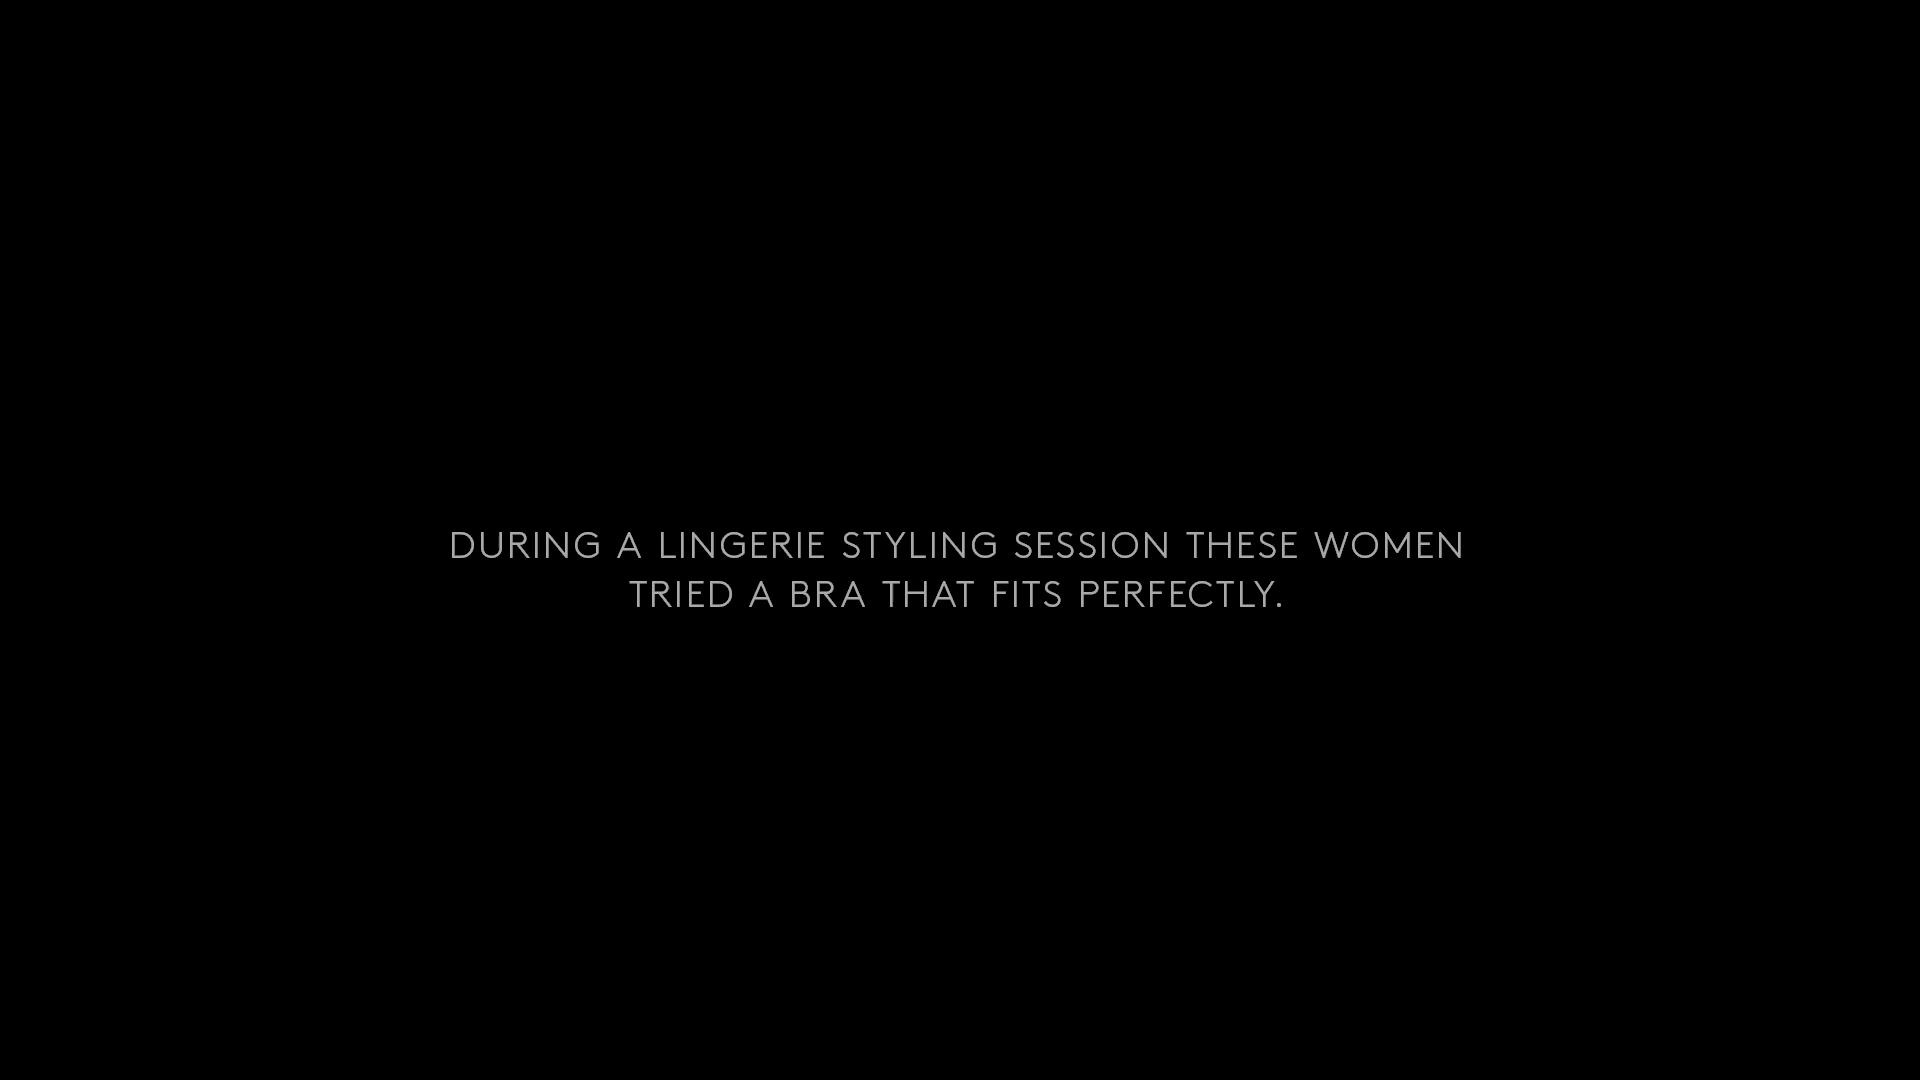 DURING A LINGERIE STYLING SESSION THESE WOMEN
TRIED A BRA THAT FITS PERFECTLY.